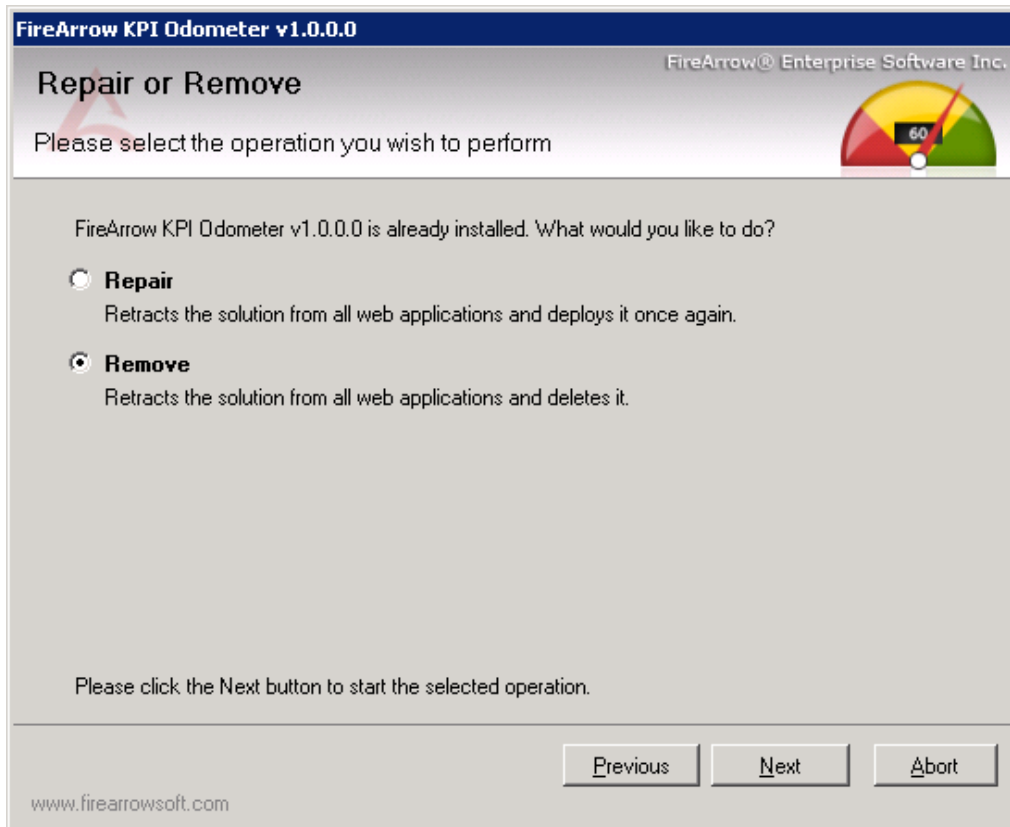 FireArrow KPI Odometer v1.0.0.0
FireArrow® Enterprise Software Inc.
Repair or Remove
Please select the operation you wish to perform
60
FireArrow KPI Odometer v1.0.0.0 is already installed. What would you like to do?
Repair
Retracts the solution from all web applications and deploys it once again.
Remove
Retracts the solution from all web applications and deletes it.
Please click the Next button to start the selected operation.
Previous Next Abort
www.firearrowsoft.com